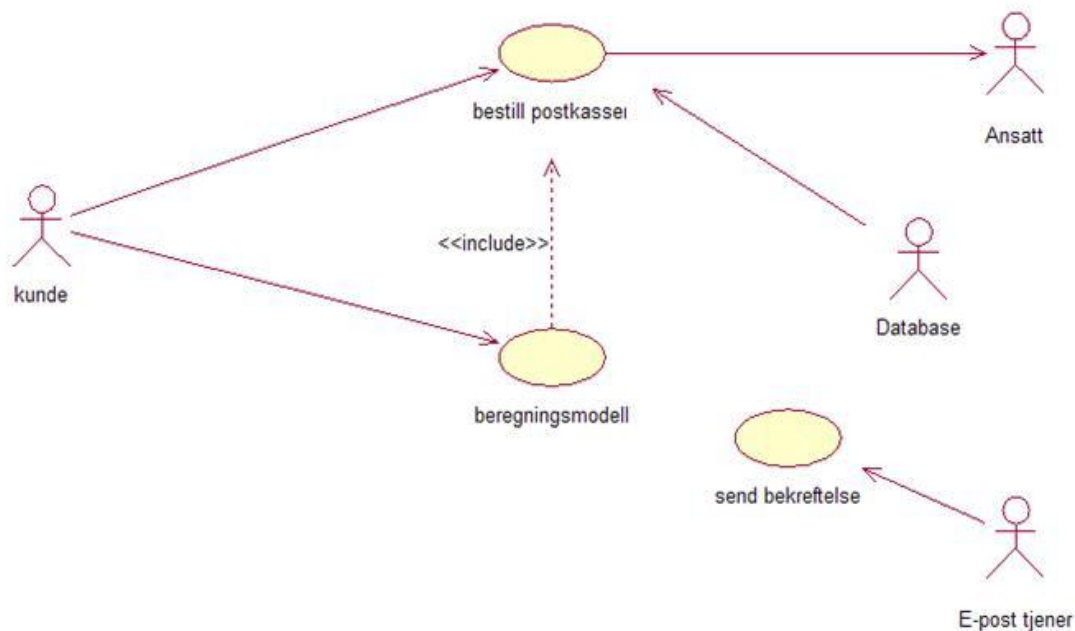 bestill postkasser
Ansatt
<<include>>
kunde
Database
beregningsmodell
send bekreftelse
E-post tjener